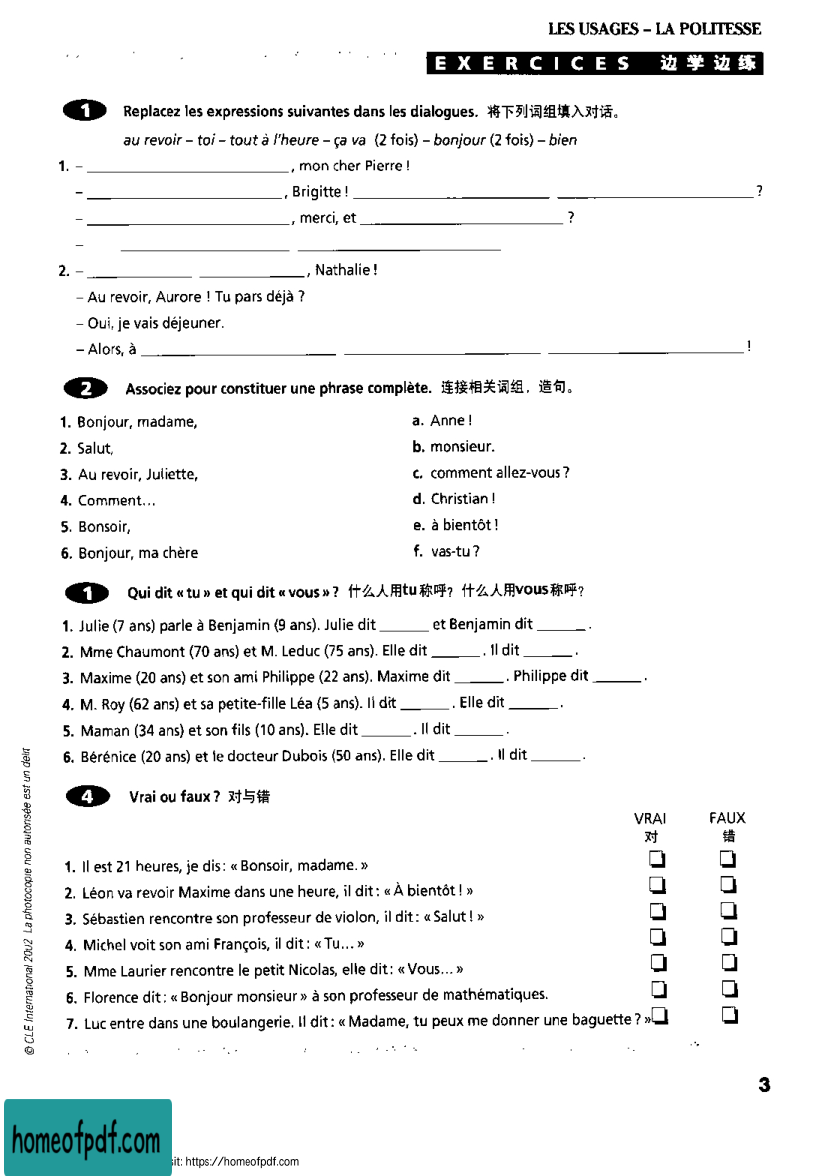 LES USAGES – LA POLITESSE
EXERCICES 边学边练
1 Replacez les expressions suivantes dans les dialogues. 将下列词组填入对话。
au revoir – toi – tout à l'heure – ça va (2 fois) – bonjour (2 fois) – bien
1. – ____________, mon cher Pierre !
– ____________, Brigitte ! ____________ ____________ ?
– ____________, merci, et ____________ ?
– ____________ ____________
2. – ____________ ____________, Nathalie !
– Au revoir, Aurore ! Tu pars déjà ?
– Oui, je vais déjeuner.
– Alors, à ____________ ____________ ____________ !
2 Associez pour constituer une phrase complète. 连接相关词组，造句。
1. Bonjour, madame, a. Anne !
2. Salut, b. monsieur.
3. Au revoir, Juliette, c. comment allez-vous ?
4. Comment... d. Christian !
5. Bonsoir, e. à bientôt !
6. Bonjour, ma chère f. vas-tu ?
1 Qui dit « tu » et qui dit « vous » ? 什么人用tu称呼？什么人用vous称呼？
1. Julie (7 ans) parle à Benjamin (9 ans). Julie dit ______ et Benjamin dit ______.
2. Mme Chaumont (70 ans) et M. Leduc (75 ans). Elle dit ______. Il dit ______.
3. Maxime (20 ans) et son ami Philippe (22 ans). Maxime dit ______. Philippe dit ______.
4. M. Roy (62 ans) et sa petite-fille Léa (5 ans). Il dit ______. Elle dit ______.
5. Maman (34 ans) et son fils (10 ans). Elle dit ______. Il dit ______.
6. Bérénice (20 ans) et le docteur Dubois (50 ans). Elle dit ______. Il dit ______.
4 Vrai ou faux ? 对与错
VRAI FAUX
对 错
1. Il est 21 heures, je dis : « Bonsoir, madame. »
2. Léon va revoir Maxime dans une heure, il dit : « À bientôt ! »
3. Sébastien rencontre son professeur de violon, il dit : « Salut ! »
4. Michel voit son ami François, il dit : « Tu... »
5. Mme Laurier rencontre le petit Nicolas, elle dit : « Vous... »
6. Florence dit : « Bonjour monsieur » à son professeur de mathématiques.
7. Luc entre dans une boulangerie. Il dit : « Madame, tu peux me donner une baguette ? »
© CLE International 2002 La photocopie non autorisée est un délit
3
homeofpdf.com
sit: https://homeofpdf.com